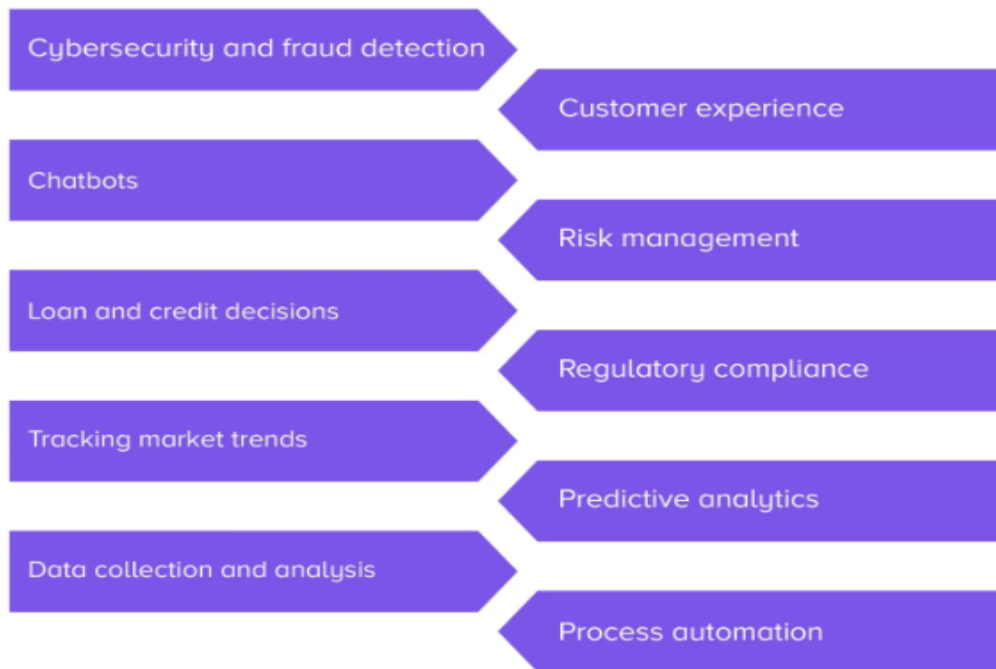 Cybersecurity and fraud detection
Customer experience
Chatbots
Risk management
Loan and credit decisions
Regulatory compliance
Tracking market trends
Predictive analytics
Data collection and analysis
Process automation